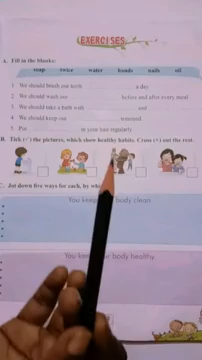 EXERCISES
A. Fill in the blanks:
soap twice water hands nails oil
1. We should brush our teeth a day
2. We should wash our before and after every meal
3. We should take a bath with and
4. We should keep our trimmed.
5. Put in your ear regularly
B. Tick (✓) the pictures, which show healthy habits. Cross (×) out the rest.
C. Jot down five ways for each, by
You keep body clean
You keep body healthy